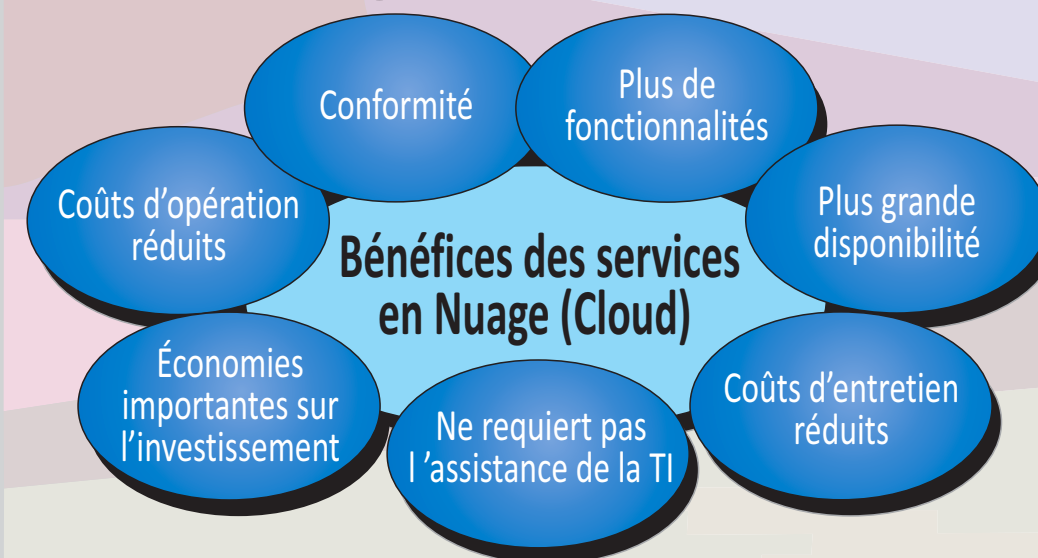 Conformité
Plus de
fonctionnalités
Coûts d’opération
réduits
Plus grande
disponibilité
Bénéfices des services
en Nuage (Cloud)
Économies
importantes sur
l’investissement
Ne requiert pas
l ’assistance de la TI
Coûts d’entretien
réduits